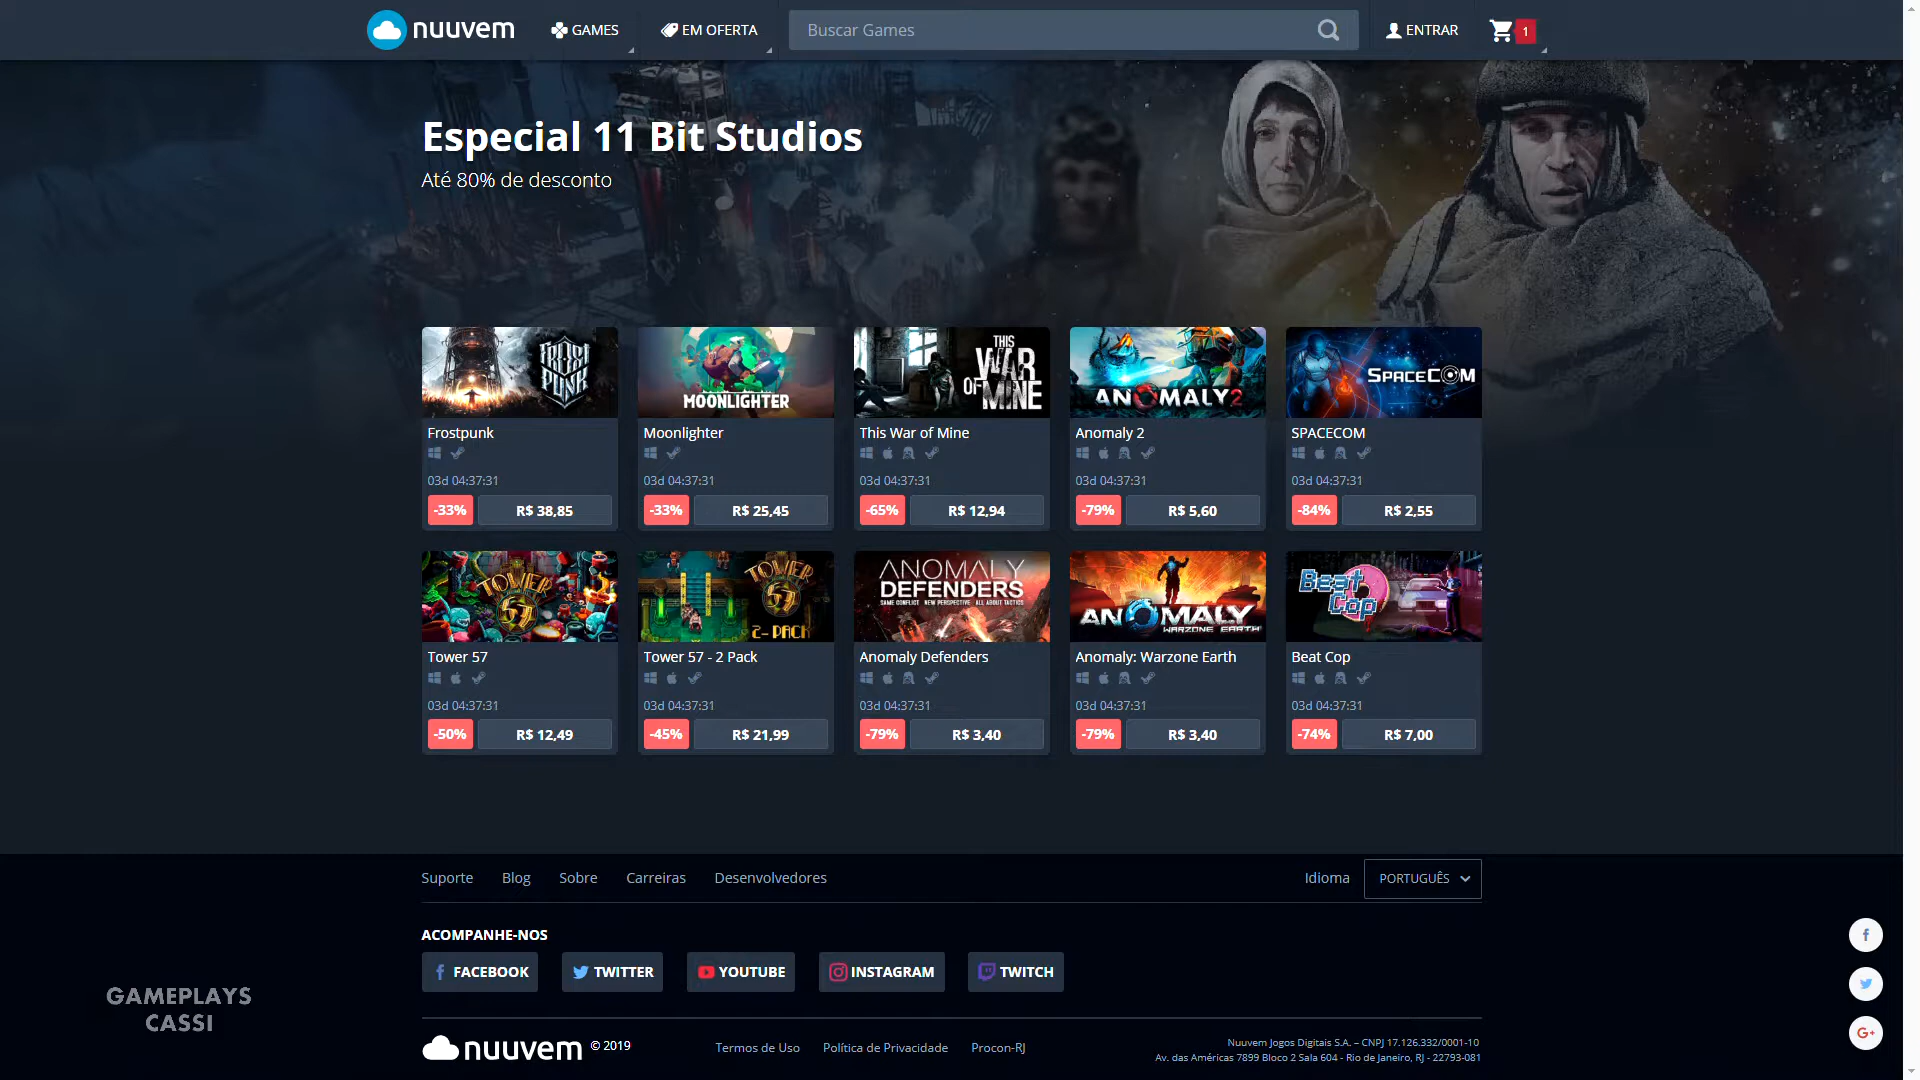 nuuvem GAMES EM OFERTA Buscar Games ENTRAR 1
Especial 11 Bit Studios
Até 80% de desconto
FROST PUNK
MOONLIGHTER
THIS WAR OF MINE
ANOMALY 2
SPACECOM
Frostpunk Moonlighter This War of Mine Anomaly 2 SPACECOM
03d 04:37:31 03d 04:37:31 03d 04:37:31 03d 04:37:31 03d 04:37:31
-33% R$ 38,85 -33% R$ 25,45 -65% R$ 12,94 -79% R$ 5,60 -84% R$ 2,55
TOWER 57
TOWER 57 2-PACK
ANOMALY DEFENDERS
SAME CONFLICT NEW PERSPECTIVE ALL ABOUT TACTICS
ANOMALY WARZONE EARTH
Beat Cop
Tower 57 Tower 57 - 2 Pack Anomaly Defenders Anomaly: Warzone Earth Beat Cop
03d 04:37:31 03d 04:37:31 03d 04:37:31 03d 04:37:31 03d 04:37:31
-50% R$ 12,49 -45% R$ 21,99 -79% R$ 3,40 -79% R$ 3,40 -74% R$ 7,00
Suporte Blog Sobre Carreiras Desenvolvedores Idioma PORTUGUÊS
ACOMPANHE-NOS
FACEBOOK TWITTER YOUTUBE INSTAGRAM TWITCH
GAMEPLAYS
CASSI
nuuvem © 2019 Termos de Uso Política de Privacidade Procon-RJ
Nuuvem Jogos Digitais S.A. – CNPJ 17.126.332/0001-10
Av. das Américas 7899 Bloco 2 Sala 604 - Rio de Janeiro, RJ - 22793-081